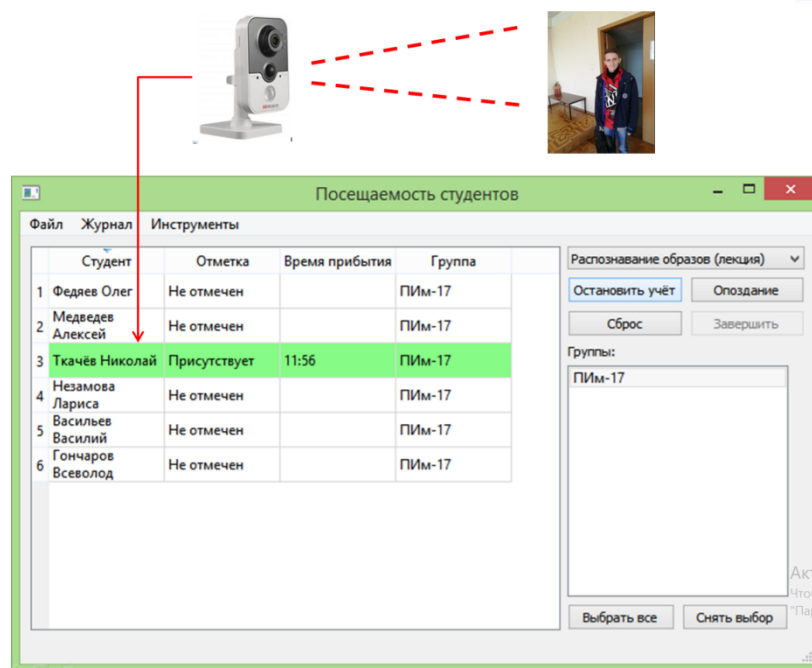 Посещаемость студентов
Файл Журнал Инструменты
Студент Отметка Время прибытия Группа
1 Федяев Олег Не отмечен ПИм-17
2 Медведев Алексей Не отмечен ПИм-17
3 Ткачёв Николай Присутствует 11:56 ПИм-17
4 Незамова Лариса Не отмечен ПИм-17
5 Васильев Василий Не отмечен ПИм-17
6 Гончаров Всеволод Не отмечен ПИм-17
Распознавание образов (лекция)
Остановить учёт Опоздание
Сброс Завершить
Группы:
ПИм-17
Выбрать все Снять выбор